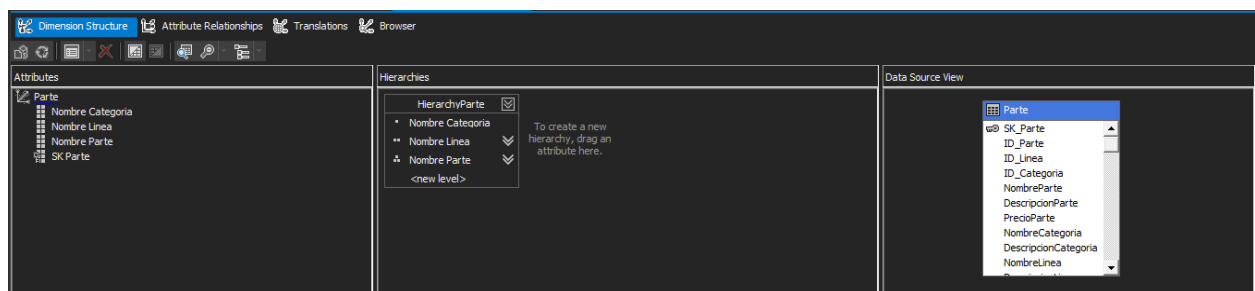 Dimension Structure Attribute Relationships Translations Browser
Attributes
Parte
Nombre Categoria
Nombre Linea
Nombre Parte
SK Parte
Hierarchies
HierarchyParte
Nombre Categoria
Nombre Linea
Nombre Parte
<new level>
To create a new
hierarchy, drag an
attribute here.
Data Source View
Parte
SK_Parte
ID_Parte
ID_Linea
ID_Categoria
NombreParte
DescripcionParte
PrecioParte
NombreCategoria
DescripcionCategoria
NombreLinea